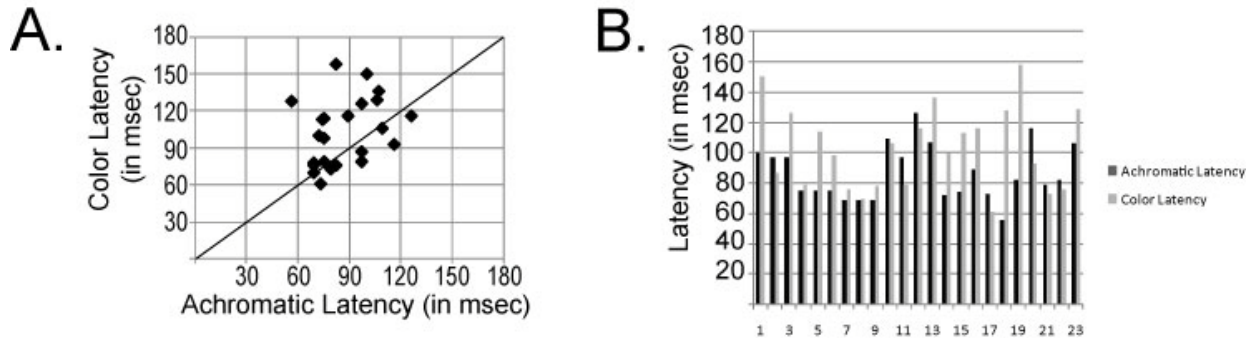 A.
180
150
120
90
60
30
Color Latency
(in msec)
30 60 90 120 150 180
Achromatic Latency (in msec)
B.
180
160
140
120
100
80
60
40
20
Latency (in msec)
1 3 5 7 9 11 13 15 17 19 21 23
Achromatic Latency
Color Latency